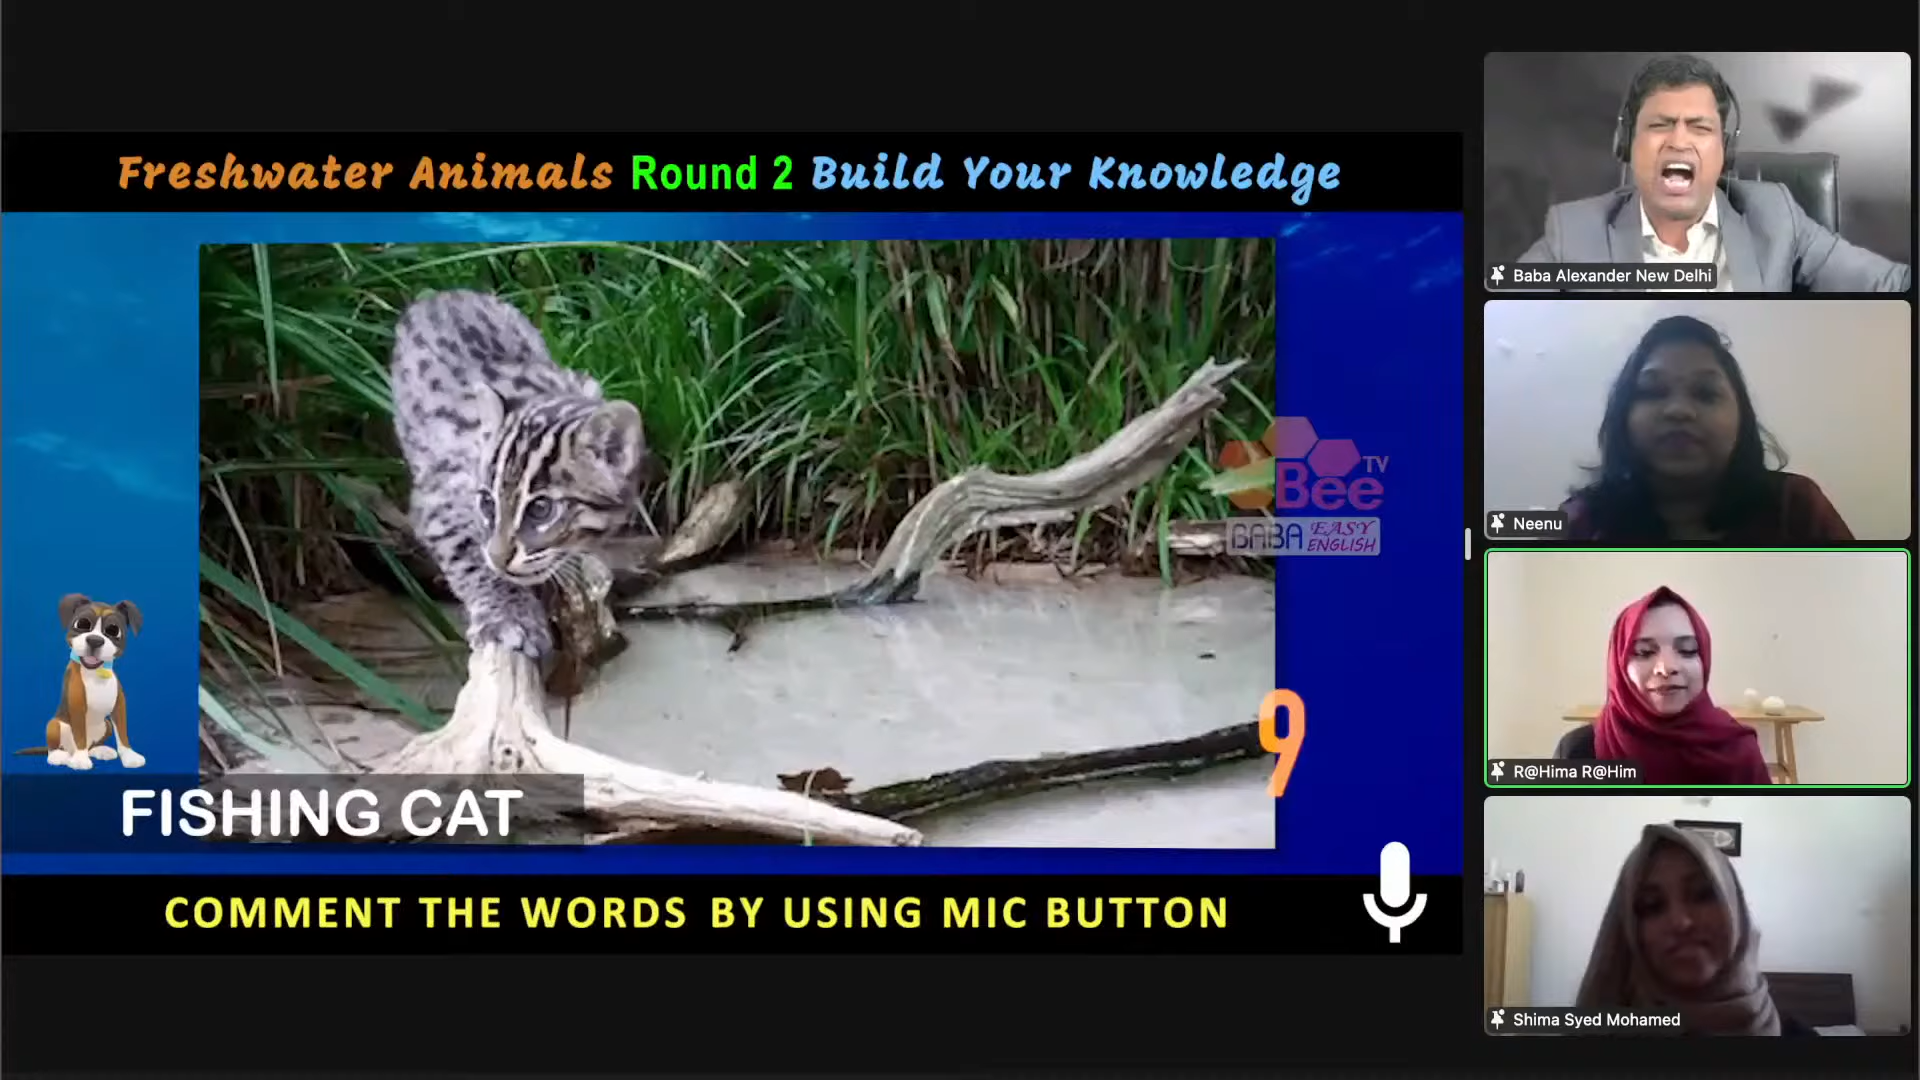 Freshwater Animals Round 2 Build Your Knowledge
Bee TV
BABA EASY ENGLISH
9
FISHING CAT
COMMENT THE WORDS BY USING MIC BUTTON
Baba Alexander New Delhi
Neenu
R@Hima R@Him
Shima Syed Mohamed